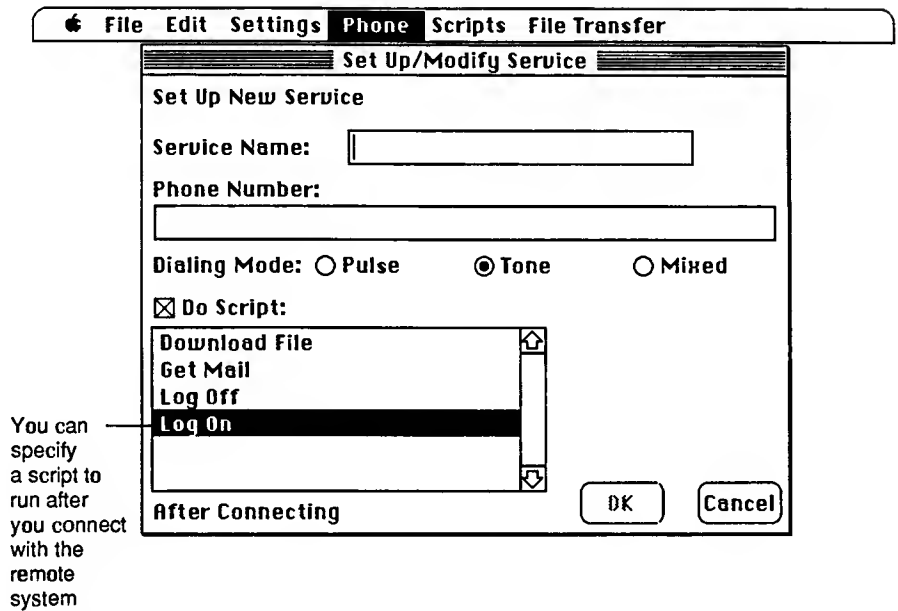 File Edit Settings Phone Scripts File Transfer
Set Up/Modify Service
Set Up New Service
Service Name:
Phone Number:
Dialing Mode: Pulse Tone Mixed
Do Script:
Download File
Get Mail
Log Off
Log On
After Connecting
OK Cancel
You can
specify
a script to
run after
you connect
with the
remote
system